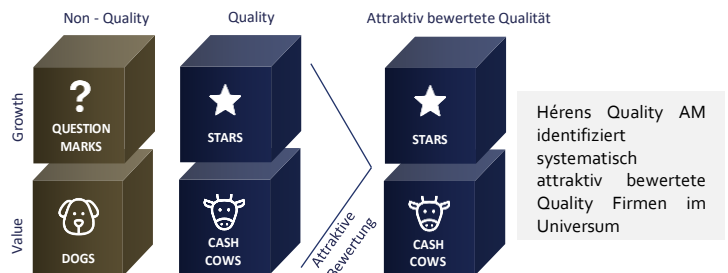 Non - Quality
Quality
Attraktiv bewertete Qualität
Growth
?
QUESTION
MARKS
STARS
STARS
Value
DOGS
CASH
COWS
Attraktive
Bewertung
CASH
COWS
Hérens Quality AM
identifiziert
systematisch
attraktiv bewertete
Quality Firmen im
Universum